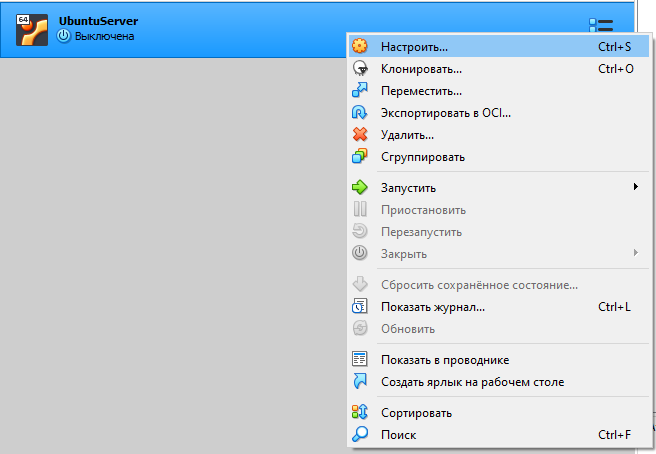 64
UbuntuServer
Выключена
Настроить... Ctrl+S
Клонировать... Ctrl+O
Переместить...
Экспортировать в OCI...
Удалить...
Сгруппировать
Запустить
Приостановить
Перезапустить
Закрыть
Сбросить сохранённое состояние...
Показать журнал... Ctrl+L
Обновить
Показать в проводнике
Создать ярлык на рабочем столе
Сортировать
Поиск Ctrl+F